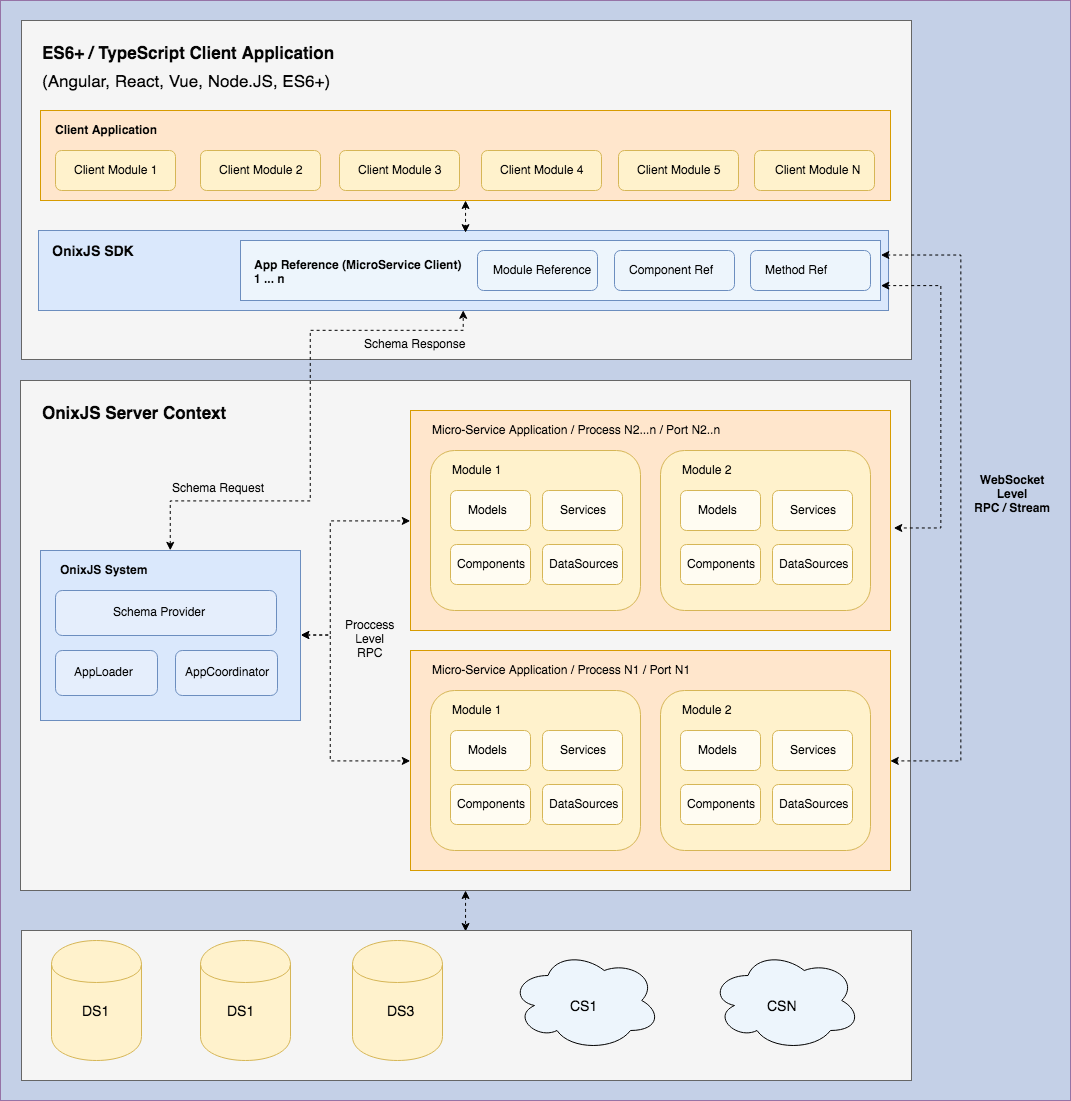 ES6+ / TypeScript Client Application
(Angular, React, Vue, Node.JS, ES6+)
Client Application
Client Module 1
Client Module 2
Client Module 3
Client Module 4
Client Module 5
Client Module N
OnixJS SDK
App Reference (MicroService Client)
1 ... n
Module Reference
Component Ref
Method Ref
Schema Response
OnixJS Server Context
Schema Request
Micro-Service Application / Process N2...n / Port N2..n
Module 1
Models
Services
Components
DataSources
Module 2
Models
Services
Components
DataSources
WebSocket
Level
RPC / Stream
OnixJS System
Schema Provider
AppLoader
AppCoordinator
Proccess
Level
RPC
Micro-Service Application / Process N1 / Port N1
Module 1
Models
Services
Components
DataSources
Module 2
Models
Services
Components
DataSources
DS1
DS1
DS3
CS1
CSN